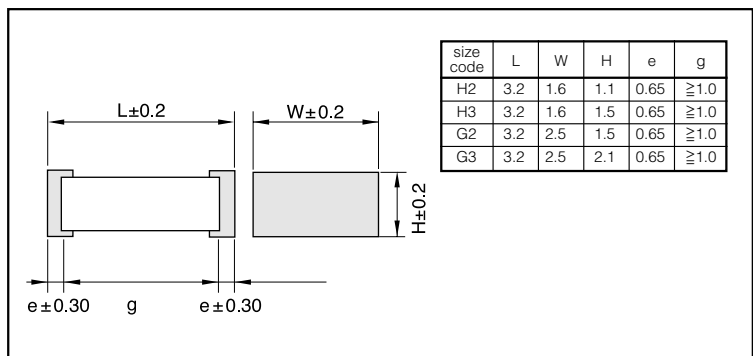 size code L W H e g
H2 3.2 1.6 1.1 0.65 ≧1.0
H3 3.2 1.6 1.5 0.65 ≧1.0
G2 3.2 2.5 1.5 0.65 ≧1.0
G3 3.2 2.5 2.1 0.65 ≧1.0
L±0.2
W±0.2
H±0.2
e±0.30 g e±0.30